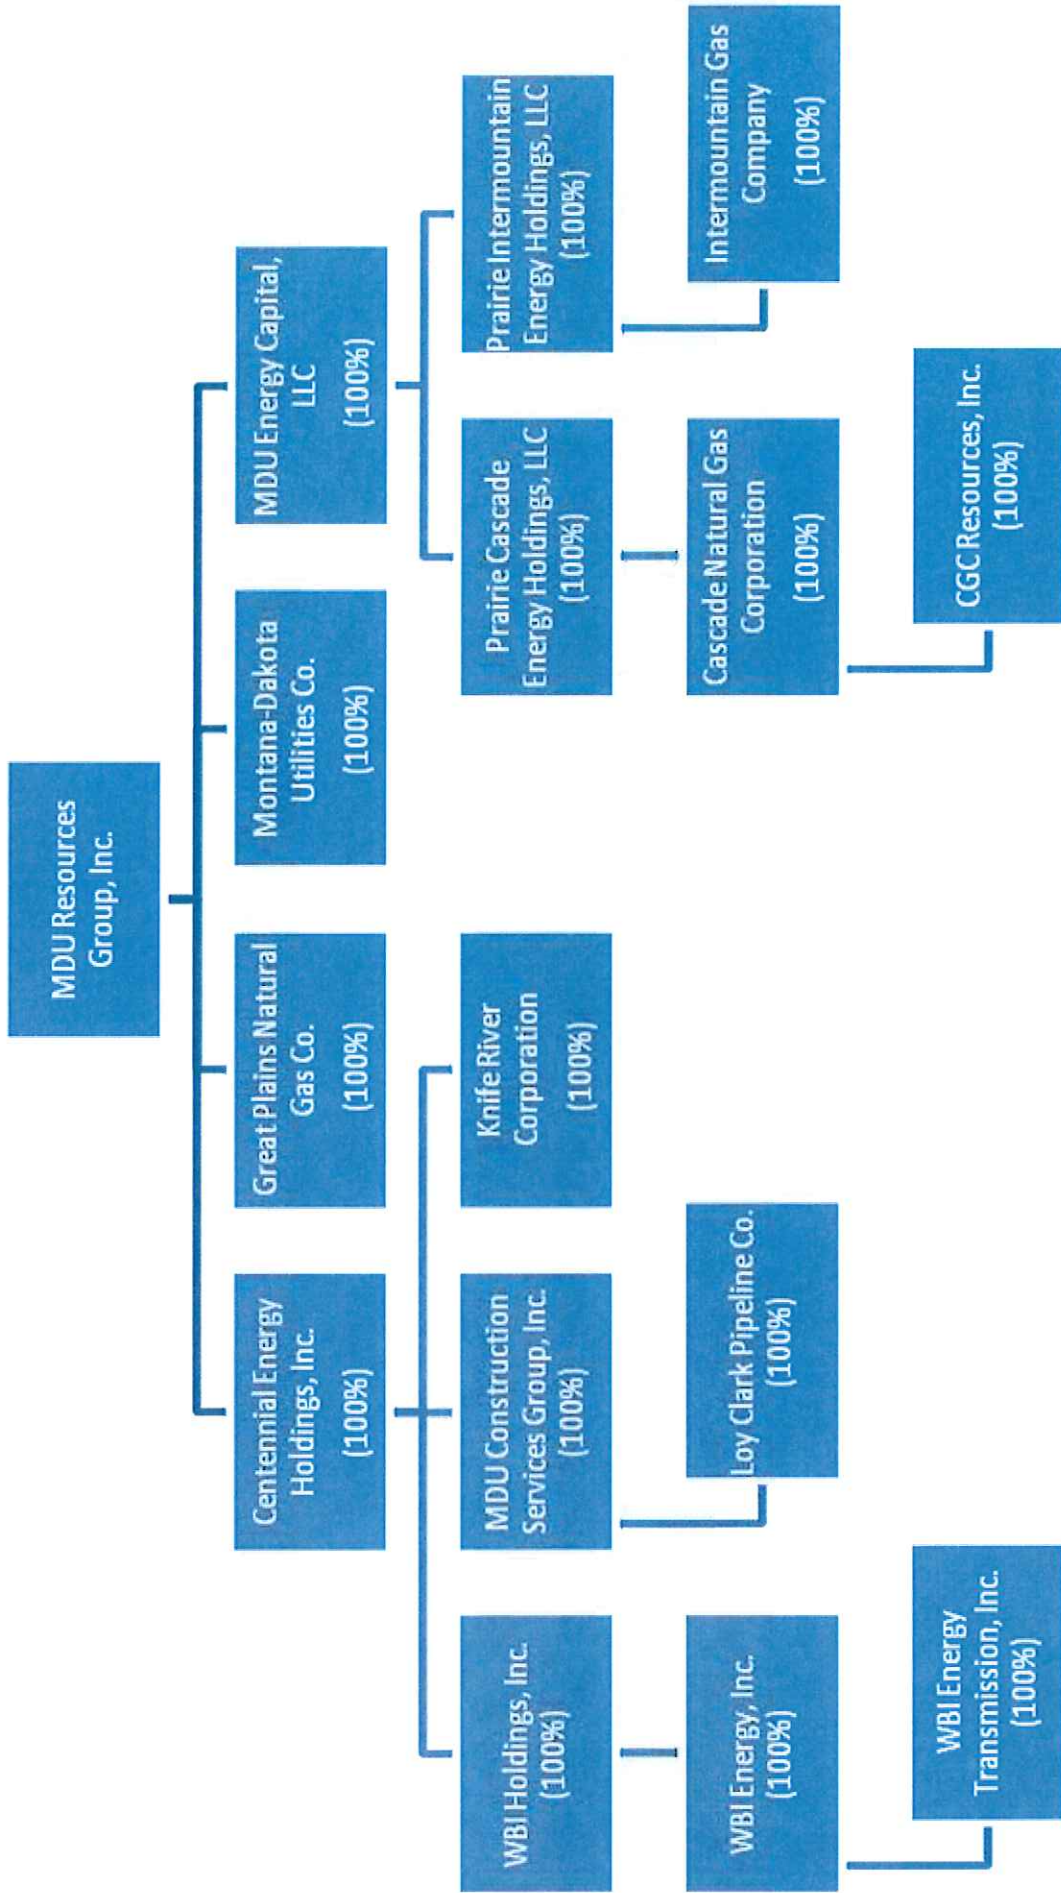 MDU Resources
Group, Inc.
Centennial Energy
Holdings, Inc.
(100%)
Great Plains Natural
Gas Co.
(100%)
Montana-Dakota
Utilities Co.
(100%)
MDU Energy Capital,
LLC
(100%)
WBI Holdings, Inc.
(100%)
MDU Construction
Services Group, Inc.
(100%)
Knife River
Corporation
(100%)
Prairie Cascade
Energy Holdings, LLC
(100%)
Prairie Intermountain
Energy Holdings, LLC
(100%)
WBI Energy, Inc.
(100%)
Loy Clark Pipeline Co.
(100%)
Cascade Natural Gas
Corporation
(100%)
Intermountain Gas
Company
(100%)
WBI Energy
Transmission, Inc.
(100%)
CGC Resources, Inc.
(100%)